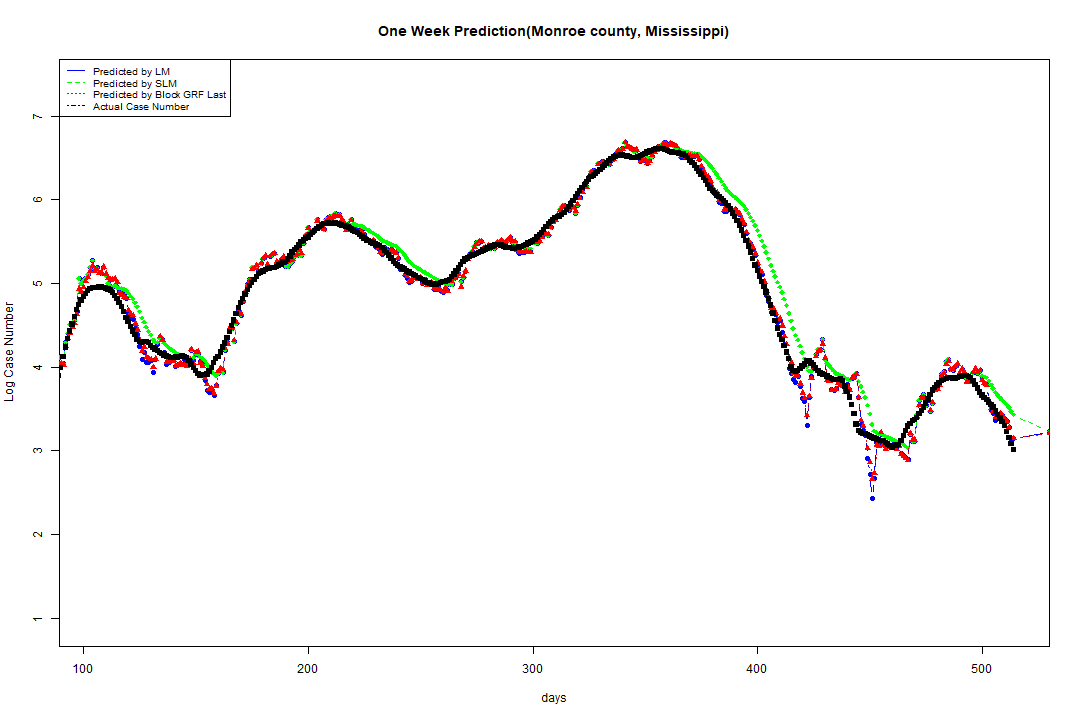 One Week Prediction(Monroe county, Mississippi)
Predicted by LM
Predicted by SLM
Predicted by Block GRF Last
Actual Case Number
7
6
5
4
3
2
1
Log Case Number
100 200 300 400 500
days